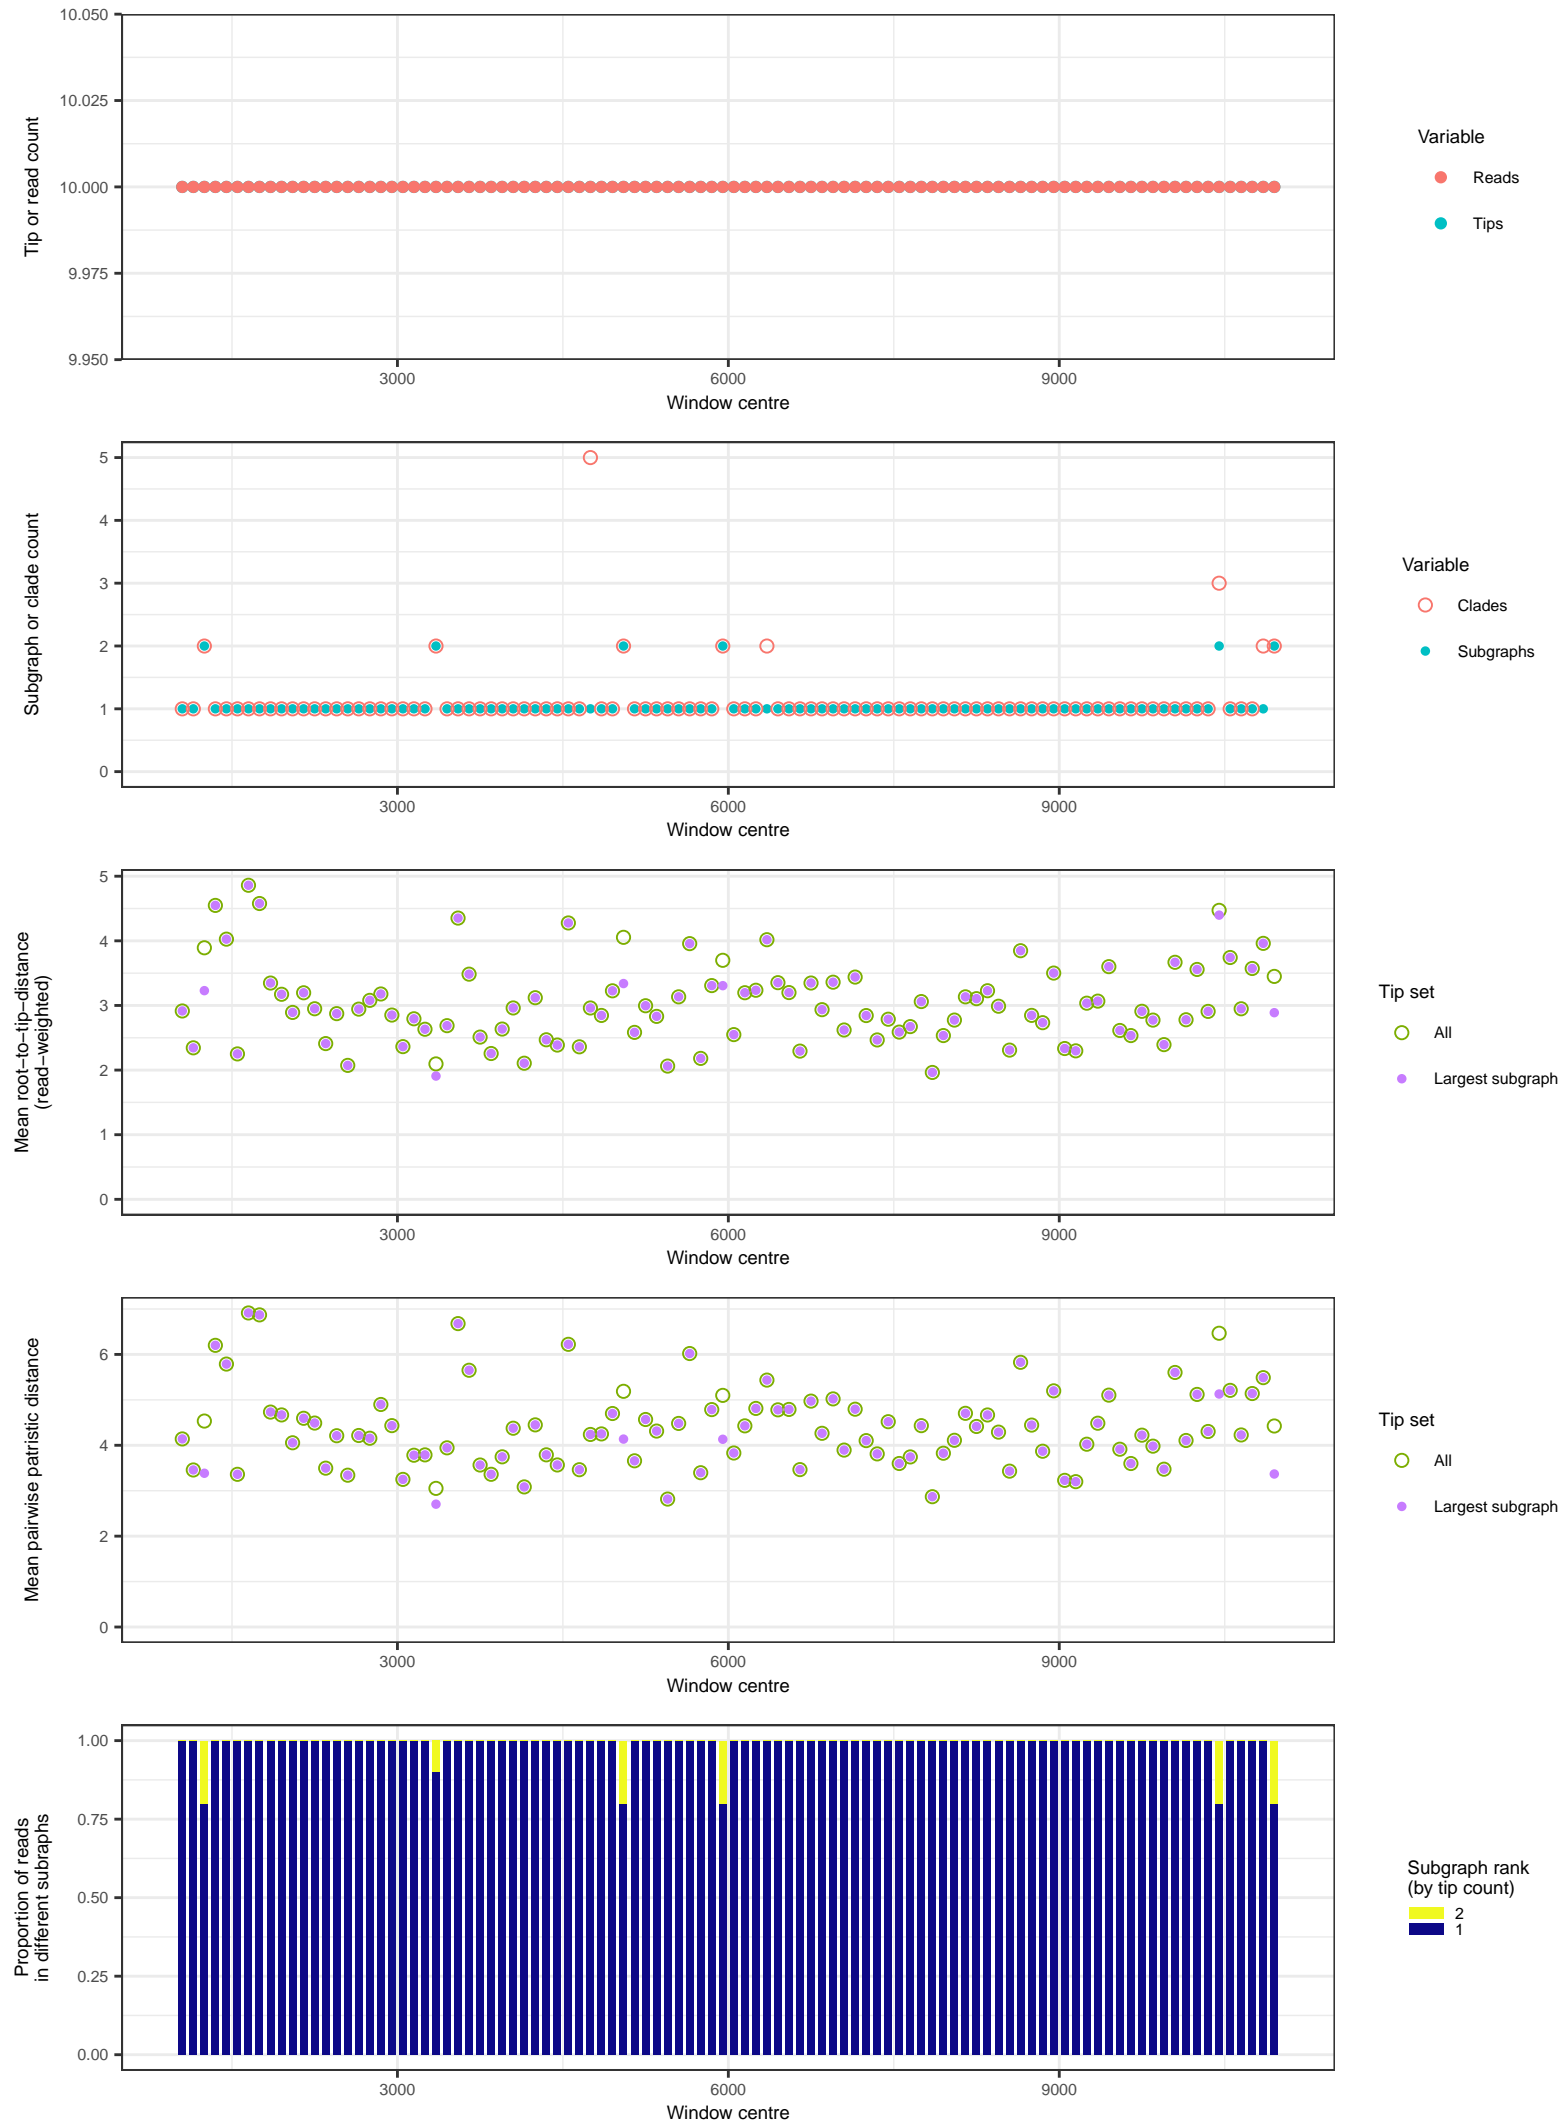 10.050
10.025
10.000
9.975
9.950
Tip or read count
3000
6000
9000
Window centre
Variable
Reads
Tips
5
4
3
2
1
0
Subgraph or clade count
3000
6000
9000
Window centre
Variable
Clades
Subgraphs
5
4
3
2
1
0
Mean root−to−tip−distance
(read−weighted)
3000
6000
9000
Window centre
Tip set
All
Largest subgraph
6
4
2
0
Mean pairwise patristic distance
3000
6000
9000
Window centre
Tip set
All
Largest subgraph
1.00
0.75
0.50
0.25
0.00
Proportion of reads
in different subraphs
3000
6000
9000
Window centre
Subgraph rank
(by tip count)
2
1